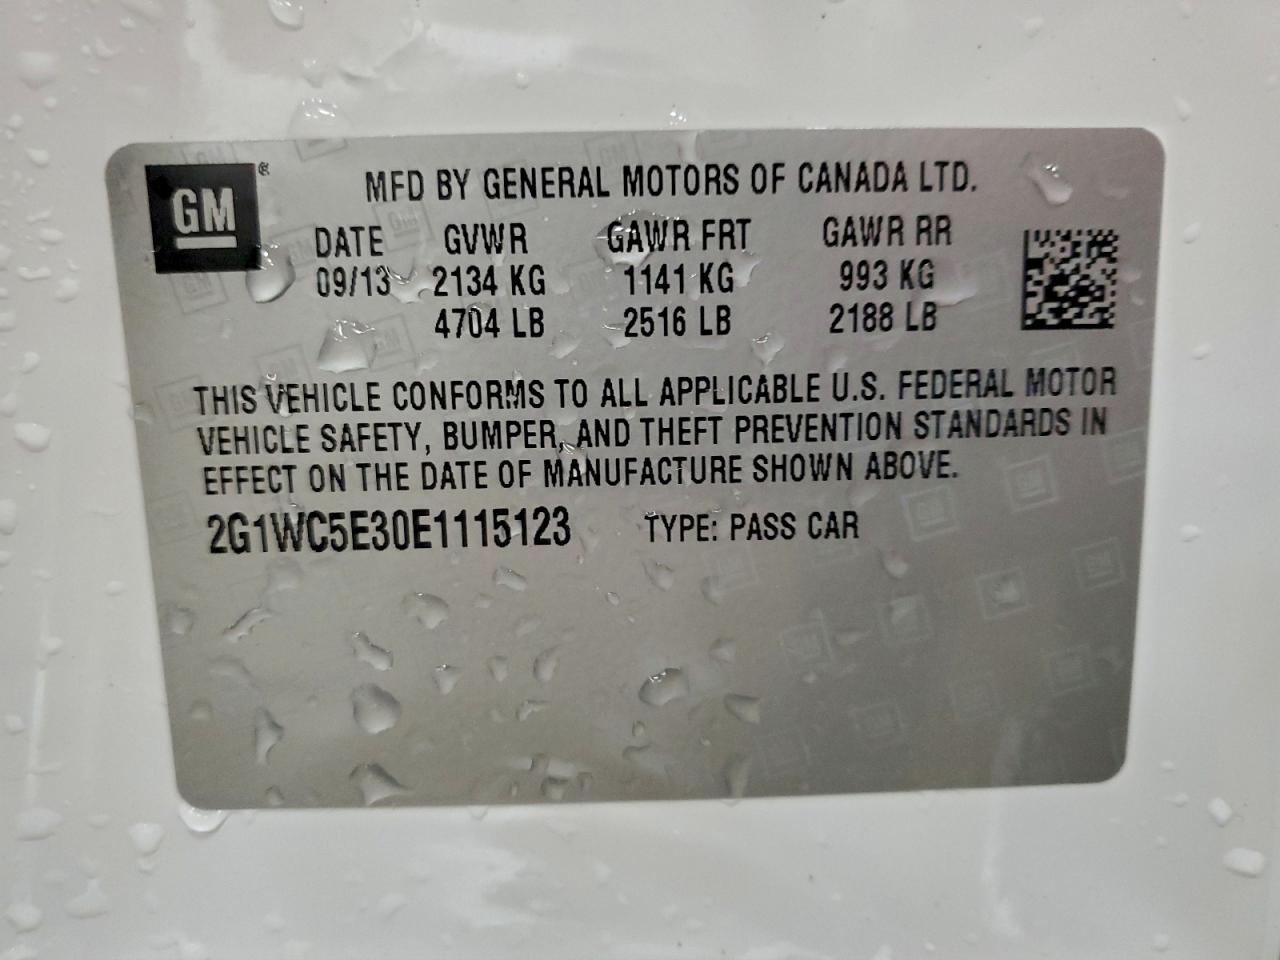 GM ®
MFD BY GENERAL MOTORS OF CANADA LTD.
DATE GVWR GAWR FRT GAWR RR
09/13 2134 KG 1141 KG 993 KG
4704 LB 2516 LB 2188 LB
THIS VEHICLE CONFORMS TO ALL APPLICABLE U.S. FEDERAL MOTOR
VEHICLE SAFETY, BUMPER, AND THEFT PREVENTION STANDARDS IN
EFFECT ON THE DATE OF MANUFACTURE SHOWN ABOVE.
2G1WC5E30E1115123 TYPE: PASS CAR